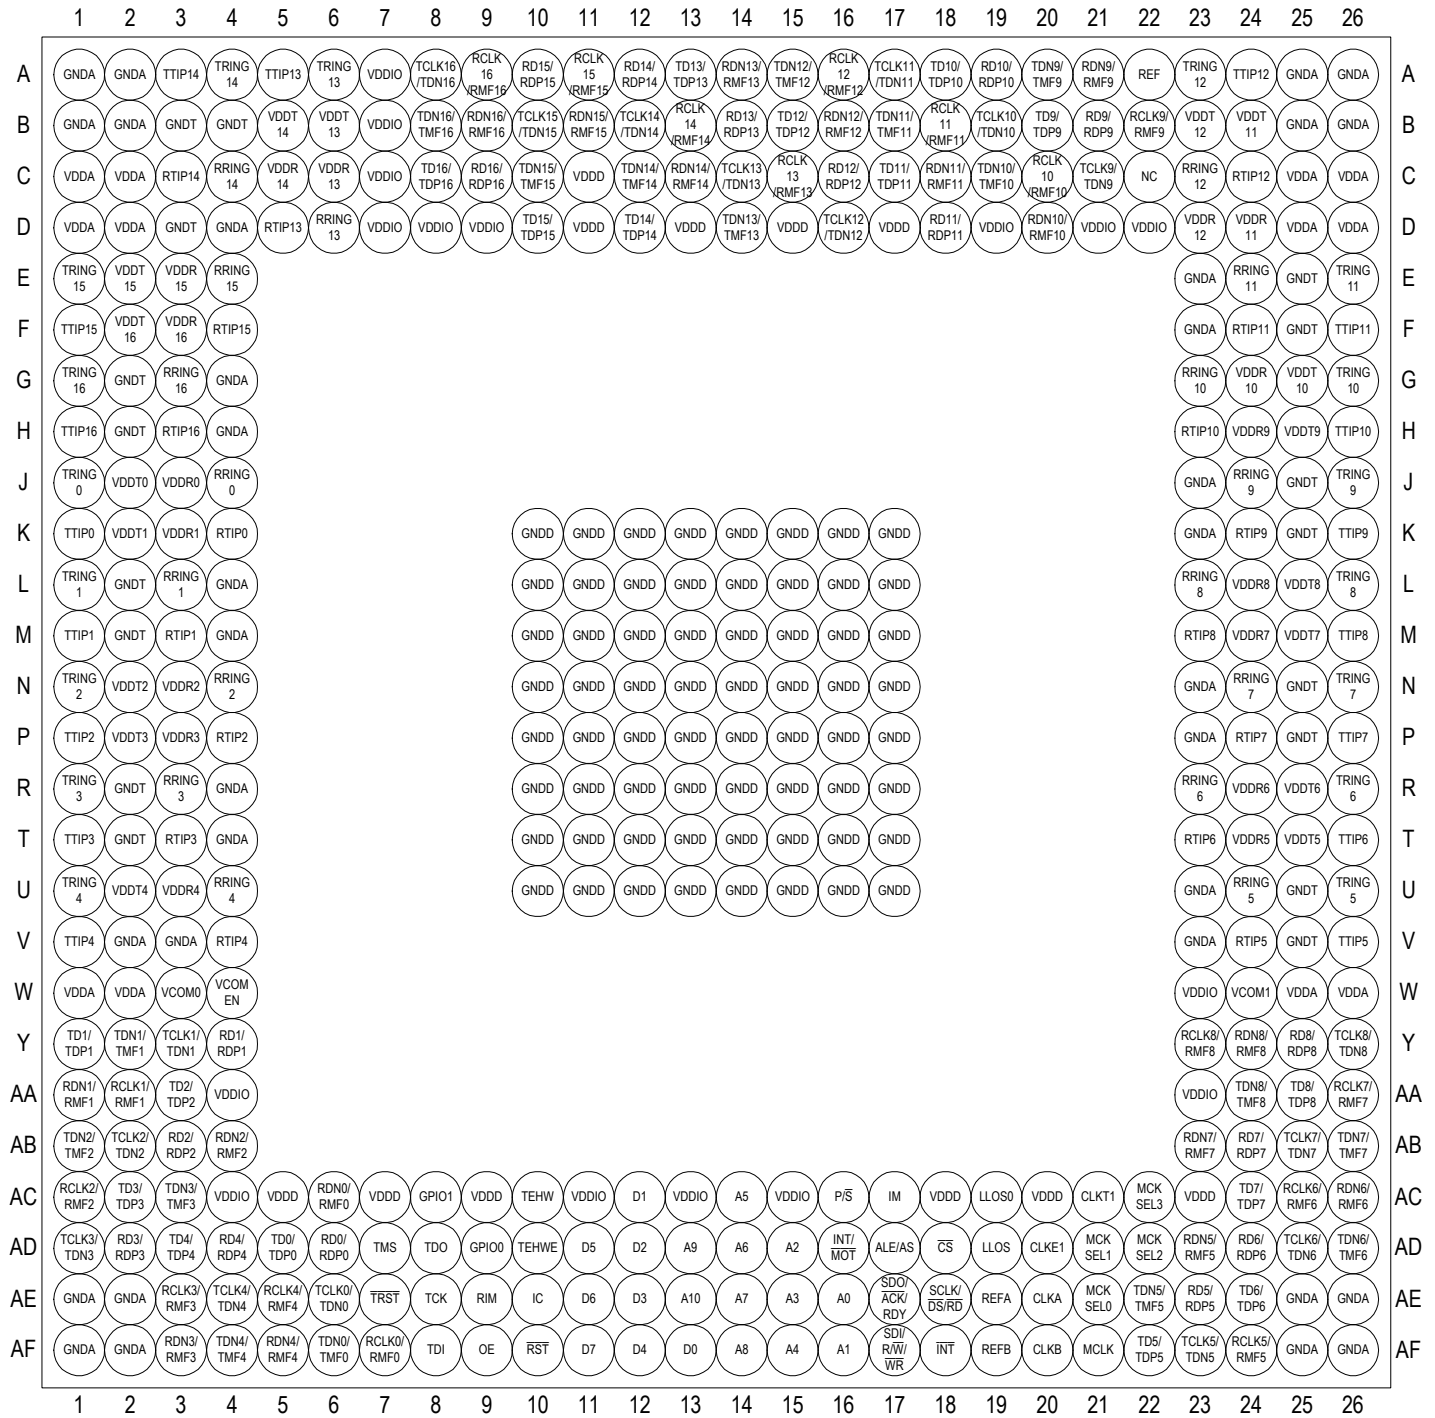 1 2 3 4 5 6 7 8 9 10 11 12 13 14 15 16 17 18 19 20 21 22 23 24 25 26
A GNDA GNDA TTIP14 TRING 14 TTIP13 TRING 13 VDDIO TCLK16 /TDN16 RCLK 16 /RMF16 RD15/ RDP15 RCLK 15 /RMF15 RD14/ RDP14 TD13/ TDP13 RDN13/ RMF13 TDN12/ TMF12 RCLK 12 /RMF12 TCLK11 /TDN11 TD10/ TDP10 RD10/ RDP10 TDN9/ TMF9 RDN9/ RMF9 REF TRING 12 TTIP12 GNDA GNDA A
B GNDA GNDA GNDT GNDT VDDT 14 VDDT 13 VDDIO TDN16/ TMF16 RDN16/ RMF16 TCLK15 /TDN15 RDN15/ RMF15 TCLK14 /TDN14 RCLK 14 /RMF14 RD13/ RDP13 TD12/ TDP12 RDN12/ RMF12 TDN11/ TMF11 RCLK 11 /RMF11 TCLK10 /TDN10 TD9/ TDP9 RD9/ RDP9 RCLK9/ RMF9 VDDT 12 VDDT 11 GNDA GNDA B
C VDDA VDDA RTIP14 RRING 14 VDDR 14 VDDR 13 VDDIO TD16/ TDP16 RD16/ RDP16 TDN15/ TMF15 VDDD TDN14/ TMF14 RDN14/ RMF14 TCLK13 /TDN13 RCLK 13 /RMF13 RD12/ RDP12 TD11/ TDP11 RDN11/ RMF11 TDN10/ TMF10 RCLK 10 /RMF10 TCLK9/ TDN9 NC RRING 12 RTIP12 VDDA VDDA C
D VDDA VDDA GNDT GNDA RTIP13 RRING 13 VDDIO VDDIO VDDIO TD15/ TDP15 VDDD TD14/ TDP14 VDDD TDN13/ TMF13 VDDD TCLK12 /TDN12 VDDD RD11/ RDP11 VDDIO RDN10/ RMF10 VDDIO VDDIO VDDR 12 VDDR 11 VDDA VDDA D
E TRING 15 VDDT 15 VDDR 15 RRING 15 GNDA RRING 11 GNDT TRING 11 E
F TTIP15 VDDT 16 VDDR 16 RTIP15 GNDA RTIP11 GNDT TTIP11 F
G TRING 16 GNDT RRING 16 GNDA RRING 10 VDDR 10 VDDT 10 TRING 10 G
H TTIP16 GNDT RTIP16 GNDA RTIP10 VDDR9 VDDT9 TTIP10 H
J TRING 0 VDDT0 VDDR0 RRING 0 GNDA RRING 9 GNDT TRING 9 J
K TTIP0 VDDT1 VDDR1 RTIP0 GNDD GNDD GNDD GNDD GNDD GNDD GNDD GNDD GNDA RTIP9 GNDT TTIP9 K
L TRING 1 GNDT RRING 1 GNDA GNDD GNDD GNDD GNDD GNDD GNDD GNDD GNDD RRING 8 VDDR8 VDDT8 TRING 8 L
M TTIP1 GNDT RTIP1 GNDA GNDD GNDD GNDD GNDD GNDD GNDD GNDD GNDD RTIP8 VDDR7 VDDT7 TTIP8 M
N TRING 2 VDDT2 VDDR2 RRING 2 GNDD GNDD GNDD GNDD GNDD GNDD GNDD GNDD GNDA RRING 7 GNDT TRING 7 N
P TTIP2 VDDT3 VDDR3 RTIP2 GNDD GNDD GNDD GNDD GNDD GNDD GNDD GNDD GNDA RTIP7 GNDT TTIP7 P
R TRING 3 GNDT RRING 3 GNDA GNDD GNDD GNDD GNDD GNDD GNDD GNDD GNDD RRING 6 VDDR6 VDDT6 TRING 6 R
T TTIP3 GNDT RTIP3 GNDA GNDD GNDD GNDD GNDD GNDD GNDD GNDD GNDD RTIP6 VDDR5 VDDT5 TTIP6 T
U TRING 4 VDDT4 VDDR4 RRING 4 GNDD GNDD GNDD GNDD GNDD GNDD GNDD GNDD GNDA RRING 5 GNDT TRING 5 U
V TTIP4 GNDA GNDA RTIP4 GNDA RTIP5 GNDT TTIP5 V
W VDDA VDDA VCOM0 VCOM EN VDDIO VCOM1 VDDA VDDA W
Y TD1/ TDP1 TDN1/ TMF1 TCLK1/ TDN1 RD1/ RDP1 RCLK8/ RMF8 RDN8/ RMF8 RD8/ RDP8 TCLK8/ TDN8 Y
AA RDN1/ RMF1 RCLK1/ RMF1 TD2/ TDP2 VDDIO VDDIO TDN8/ TMF8 TD8/ TDP8 RCLK7/ RMF7 AA
AB TDN2/ TMF2 TCLK2/ TDN2 RD2/ RDP2 RDN2/ RMF2 RDN7/ RMF7 RD7/ RDP7 TCLK7/ TDN7 TDN7/ TMF7 AB
AC RCLK2/ RMF2 TD3/ TDP3 TDN3/ TMF3 VDDIO VDDD RDN0/ RMF0 VDDD GPIO1 VDDD TEHW VDDIO D1 VDDIO A5 VDDIO P/S̅ IM VDDD LLOS0 VDDD CLKT1 MCK SEL3 VDDD TD7/ TDP7 RCLK6/ RMF6 RDN6/ RMF6 AC
AD TCLK3/ TDN3 RD3/ RDP3 TD4/ TDP4 RD4/ RDP4 TD0/ TDP0 RD0/ RDP0 TMS TDO GPIO0 TEHWE D5 D2 A9 A6 A2 INT/ M̅O̅T̅ ALE/AS C̅S̅ LLOS CLKE1 MCK SEL1 MCK SEL2 RDN5/ RMF5 RD6/ RDP6 TCLK6/ TDN6 TDN6/ TMF6 AD
AE GNDA GNDA RCLK3/ RMF3 TCLK4/ TDN4 RCLK4/ RMF4 TCLK0/ TDN0 T̅R̅S̅T̅ TCK RIM IC D6 D3 A10 A7 A3 A0 SDO/ A̅C̅K̅/ RDY SCLK/ D̅S̅/R̅D̅ REFA CLKA MCK SEL0 TDN5/ TMF5 RD5/ RDP5 TD6/ TDP6 GNDA GNDA AE
AF GNDA GNDA RDN3/ RMF3 TDN4/ TMF4 RDN4/ RMF4 TDN0/ TMF0 RCLK0/ RMF0 TDI OE R̅S̅T̅ D7 D4 D0 A8 A4 A1 SDI/ R/W̅/ W̅R̅ I̅N̅T̅ REFB CLKB MCLK TD5/ TDP5 TCLK5/ TDN5 RCLK5/ RMF5 GNDA GNDA AF
1 2 3 4 5 6 7 8 9 10 11 12 13 14 15 16 17 18 19 20 21 22 23 24 25 26